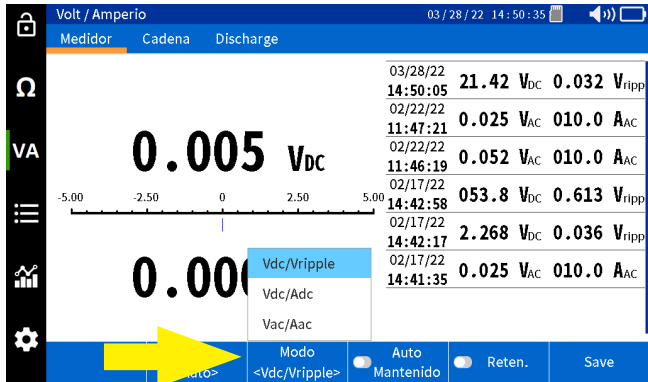 Volt / Amperio
03/28/22 14:50:35
Medidor Cadena Discharge
Ω
VA
0.005 VDC
-5.00 -2.50 0 2.50 5.00
03/28/22
14:50:05 21.42 VDC 0.032 Vripp
02/22/22
11:47:21 0.025 VAC 010.0 AAC
02/22/22
11:46:19 0.052 VAC 010.0 AAC
02/17/22
14:42:58 053.8 VDC 0.613 Vripp
02/17/22
14:42:17 2.268 VDC 0.036 Vripp
02/17/22
14:41:35 0.025 VAC 010.0 AAC
Vdc/Vripple
Vdc/Adc
Vac/Aac
Modo
<Vdc/Vripple>
Auto
Mantenido
Reten.
Save